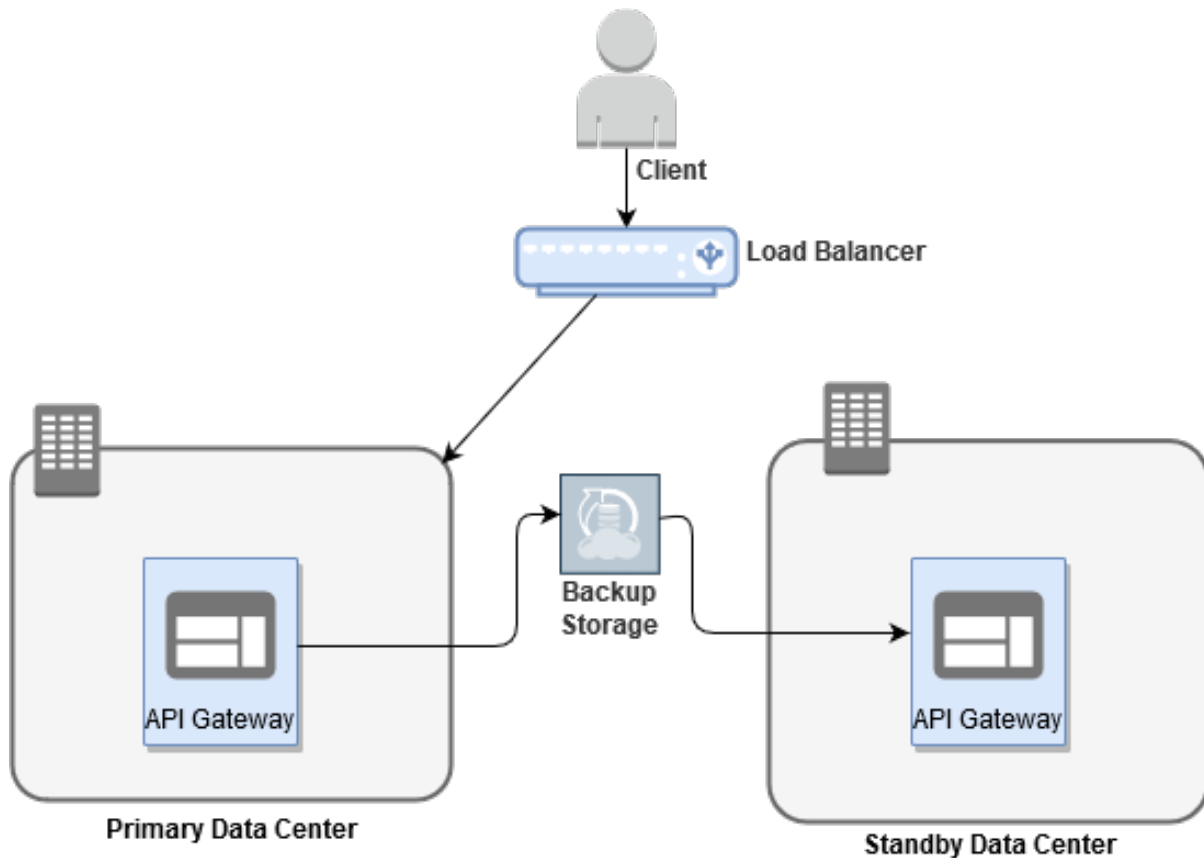 Client
Load Balancer
Backup
Storage
API Gateway
API Gateway
Primary Data Center
Standby Data Center